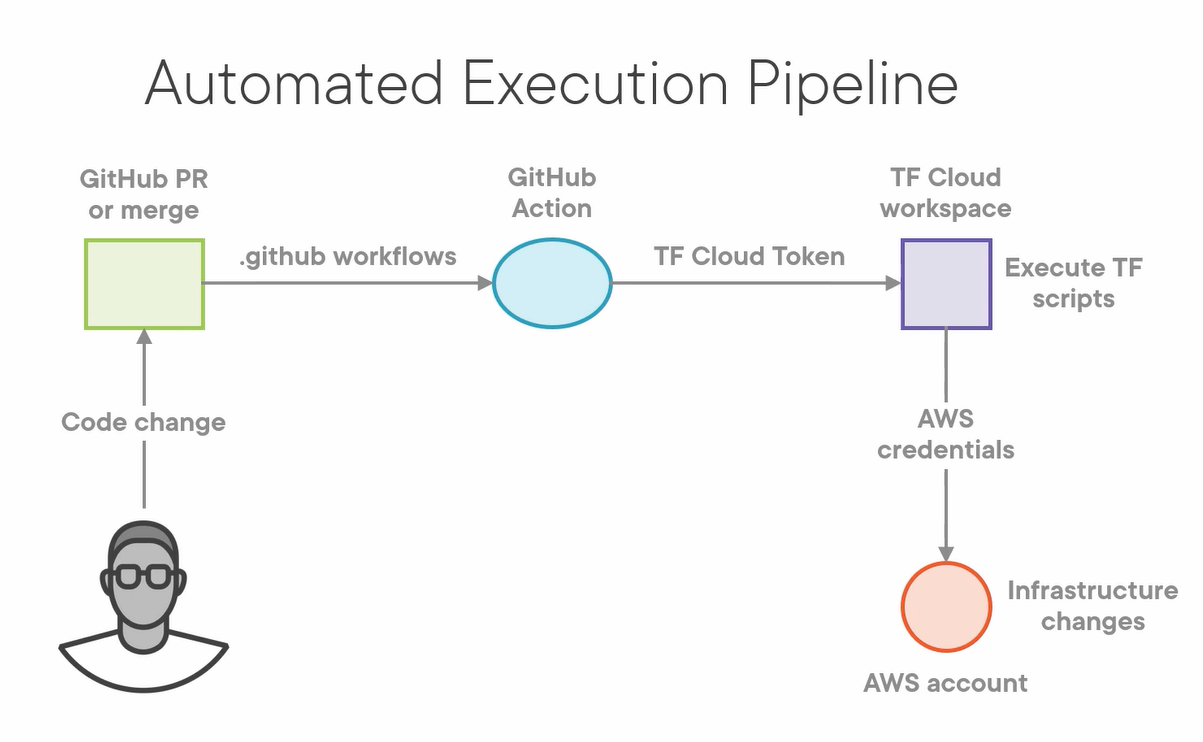 Automated Execution Pipeline
GitHub PR
or merge
.github workflows
GitHub
Action
TF Cloud Token
TF Cloud
workspace
Execute TF
scripts
Code change
AWS
credentials
Infrastructure
changes
AWS account